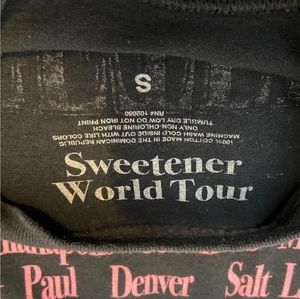 S
RN# 102050
TUMBLE DRY LOW DO NOT IRON PRINT
ONLY NON-CHLORINE BLEACH
MACHINE WASH COLD INSIDE OUT WITH LIKE COLORS
100% COTTON MADE IN THE DOMINICAN REPUBLIC
Sweetener
World Tour
Paul Denver Salt L